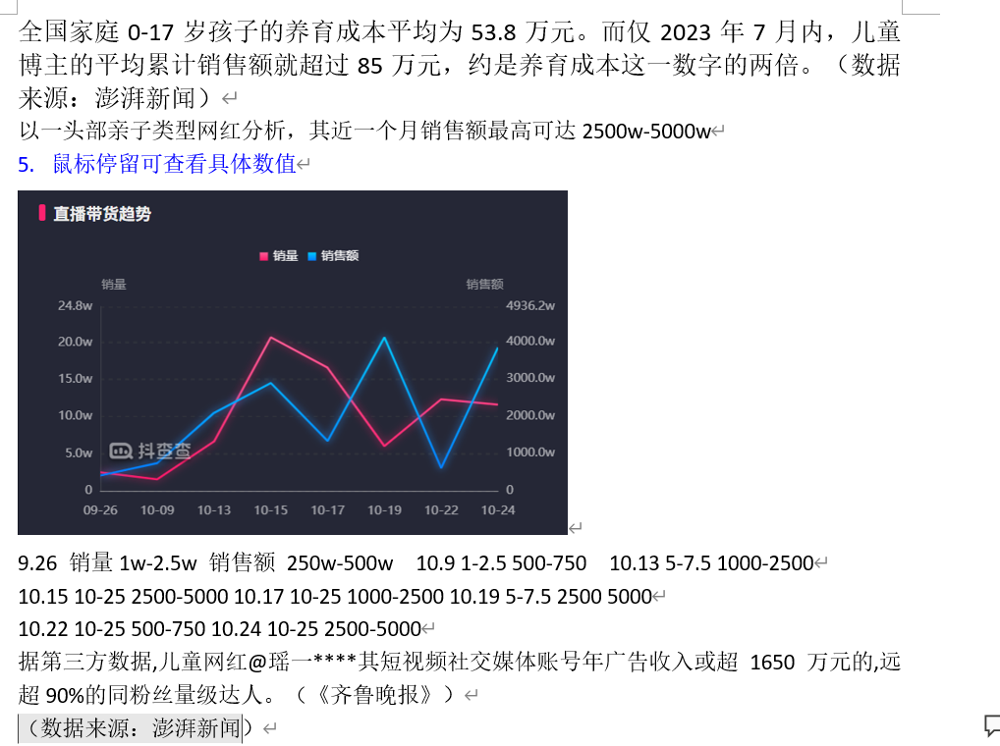 全国家庭 0-17 岁孩子的养育成本平均为 53.8 万元。而仅 2023 年 7 月内，儿童
博主的平均累计销售额就超过 85 万元，约是养育成本这一数字的两倍。（数据
来源：澎湃新闻）
以一头部亲子类型网红分析，其近一个月销售额最高可达 2500w-5000w
5. 鼠标停留可查看具体数值
直播带货趋势
销量 销售额
销量 销售额
24.8w 4936.2w
20.0w 4000.0w
15.0w 3000.0w
10.0w 2000.0w
5.0w 抖查查 1000.0w
0 0
09-26 10-09 10-13 10-15 10-17 10-19 10-22 10-24
9.26 销量 1w-2.5w 销售额 250w-500w 10.9 1-2.5 500-750 10.13 5-7.5 1000-2500
10.15 10-25 2500-5000 10.17 10-25 1000-2500 10.19 5-7.5 2500 5000
10.22 10-25 500-750 10.24 10-25 2500-5000
据第三方数据,儿童网红@瑶一****其短视频社交媒体账号年广告收入或超 1650 万元的,远
超 90%的同粉丝量级达人。（《齐鲁晚报》）
（数据来源：澎湃新闻）